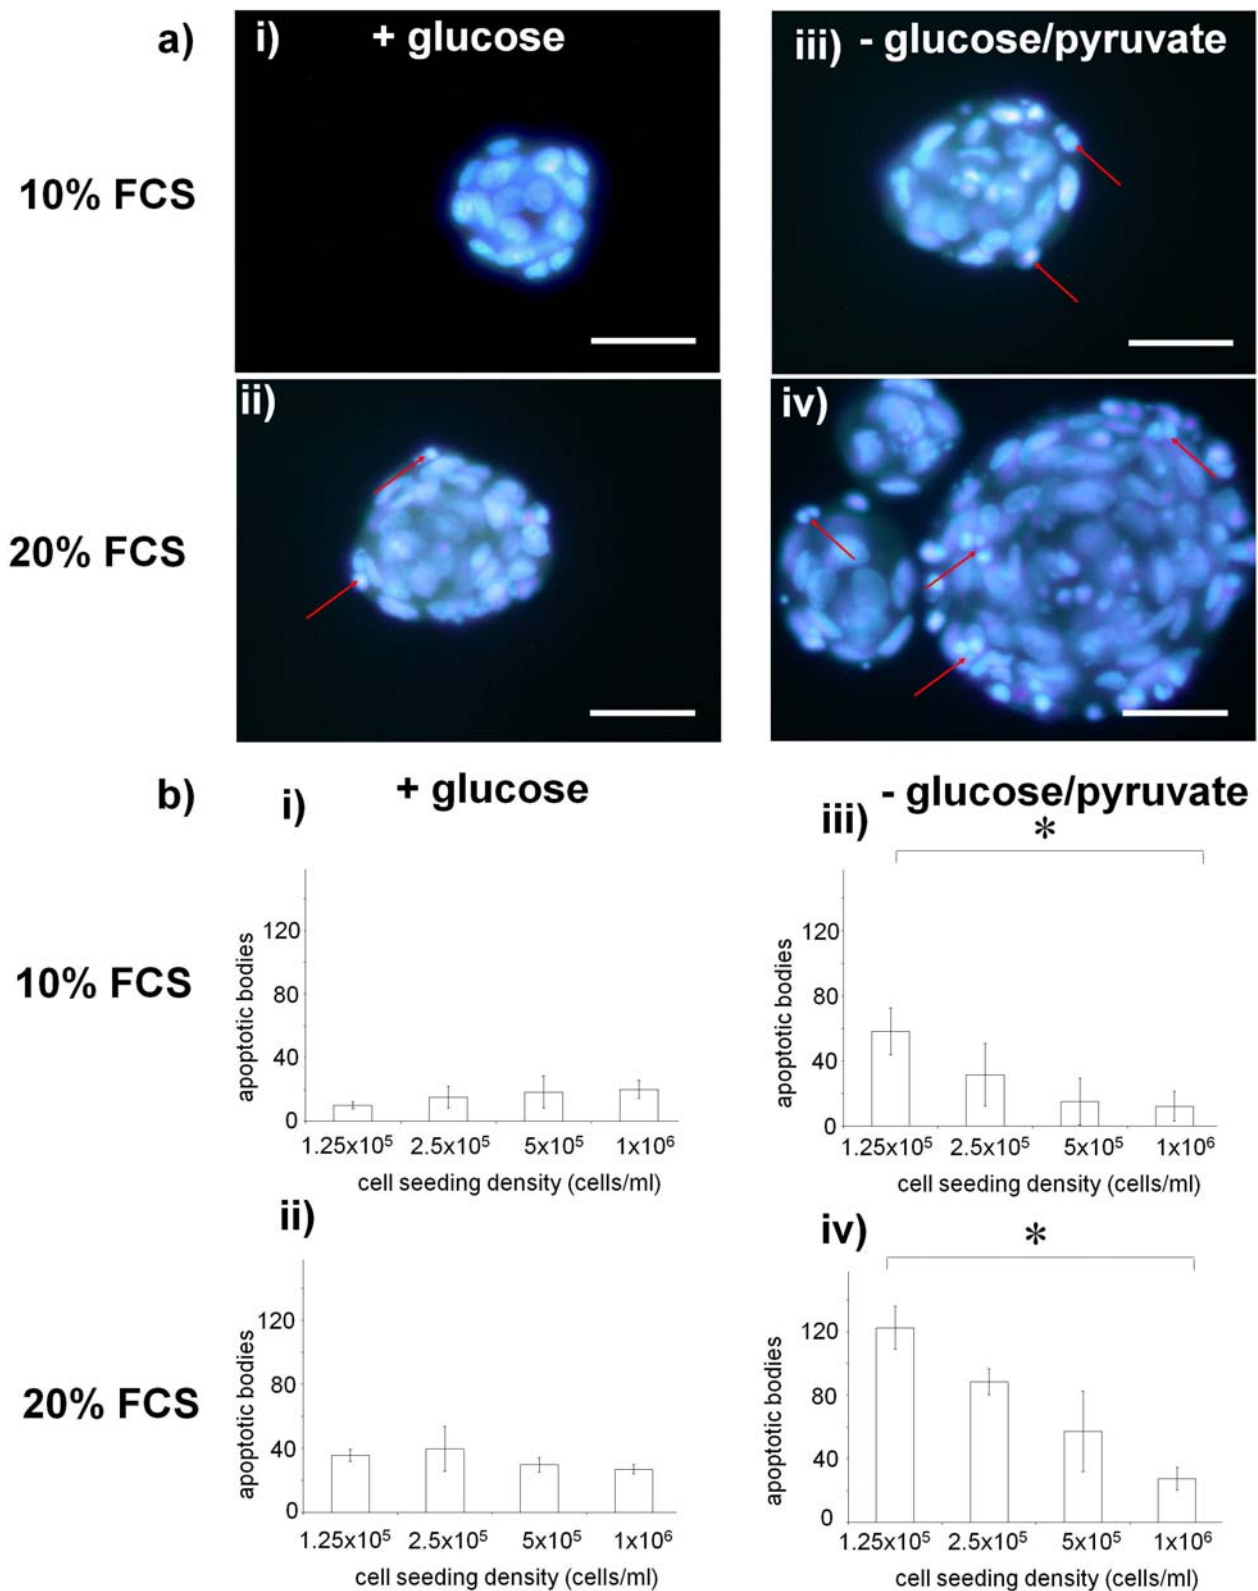 a)
i) + glucose
iii) - glucose/pyruvate
10% FCS
ii)
iv)
20% FCS
b)
+ glucose
- glucose/pyruvate
i)
iii)
*
10% FCS
apoptotic bodies
120
80
40
0
1.25x10⁵ 2.5x10⁵ 5x10⁵ 1x10⁶
cell seeding density (cells/ml)
apoptotic bodies
120
80
40
0
1.25x10⁵ 2.5x10⁵ 5x10⁵ 1x10⁶
cell seeding density (cells/ml)
ii)
iv)
*
20% FCS
apoptotic bodies
120
80
40
0
1.25x10⁵ 2.5x10⁵ 5x10⁵ 1x10⁶
cell seeding density (cells/ml)
apoptotic bodies
120
80
40
0
1.25x10⁵ 2.5x10⁵ 5x10⁵ 1x10⁶
cell seeding density (cells/ml)